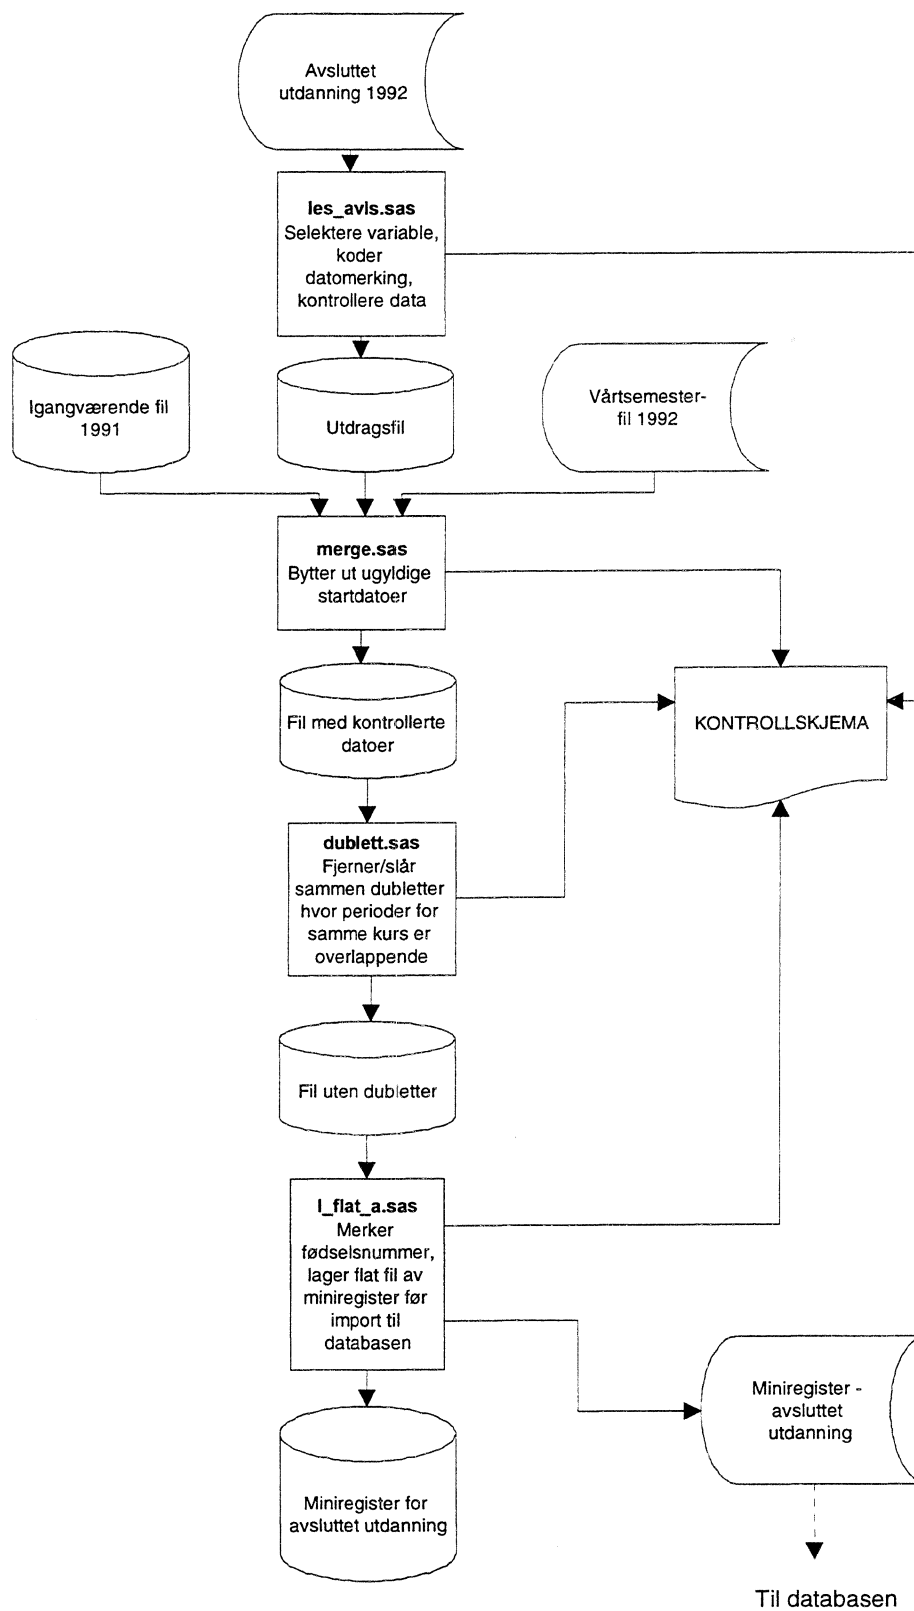 Avsluttet
utdanning 1992
les_avls.sas
Selektere variable,
koder
datomerking,
kontrollere data
Igangværende fil
1991
Utdragsfil
Vårtsemester-
fil 1992
merge.sas
Bytter ut ugyldige
startdatoer
Fil med kontrollerte
datoer
KONTROLLSKJEMA
dublett.sas
Fjerner/slår
sammen dubletter
hvor perioder for
samme kurs er
overlappende
Fil uten dubletter
l_flat_a.sas
Merker
fødselsnummer,
lager flat fil av
miniregister før
import til
databasen
Miniregister -
avsluttet
utdanning
Miniregister for
avsluttet utdanning
Til databasen